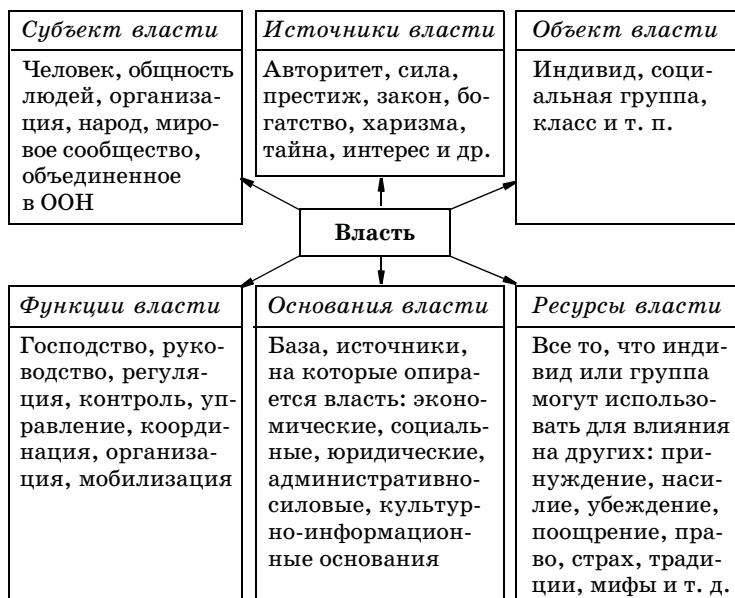 Субъект власти
Человек, общность
людей, организа-
ция, народ, миро-
вое сообщество,
объединенное
в ООН
Источники власти
Авторитет, сила,
престиж, закон, бо-
гатство, харизма,
тайна, интерес и др.
Объект власти
Индивид, соци-
альная группа,
класс и т. п.
Власть
Функции власти
Господство, руко-
водство, регуля-
ция, контроль, уп-
равление, коорди-
нация, организа-
ция, мобилизация
Основания власти
База, источники,
на которые опира-
ется власть: эконо-
мические, социаль-
ные, юридические,
административно-
силовые, культур-
но-информацион-
ные основания
Ресурсы власти
Все то, что инди-
вид или группа
могут использо-
вать для влияния
на других: при-
нуждение, наси-
лие, убеждение,
поощрение, пра-
во, страх, тради-
ции, мифы и т. д.